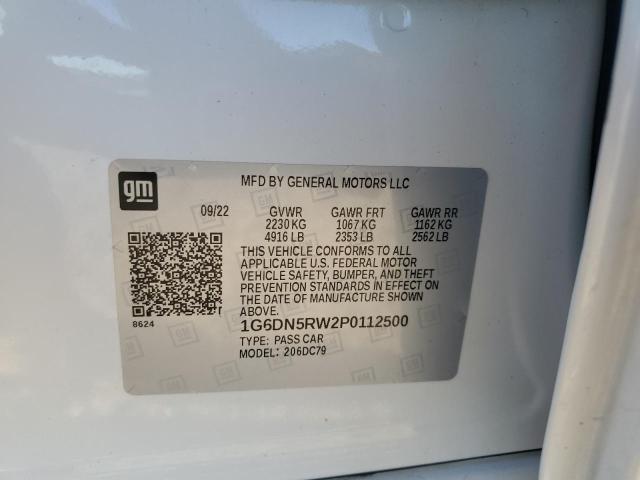 gm
MFD BY GENERAL MOTORS LLC
09/22 GVWR GAWR FRT GAWR RR
2230 KG 1067 KG 1162 KG
4916 LB 2353 LB 2562 LB
THIS VEHICLE CONFORMS TO ALL
APPLICABLE U.S. FEDERAL MOTOR
VEHICLE SAFETY, BUMPER, AND THEFT
PREVENTION STANDARDS IN EFFECT ON
THE DATE OF MANUFACTURE SHOWN
ABOVE.
8624
1G6DN5RW2P0112500
TYPE: PASS CAR
MODEL: 206DC79